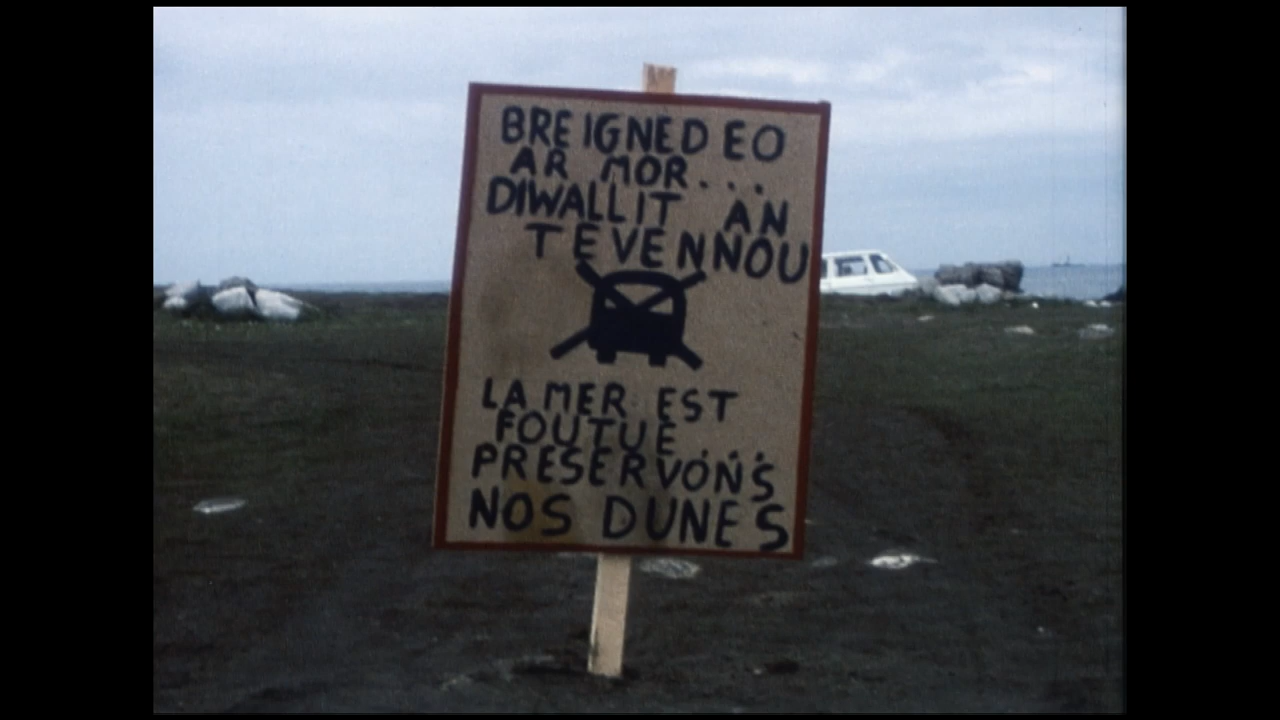 BREIGNED EO
AR MOR...
DIWALLIT AN
TEVENNOU
LA MER EST
FOUTUE...
PRESERVONS
NOS DUNES